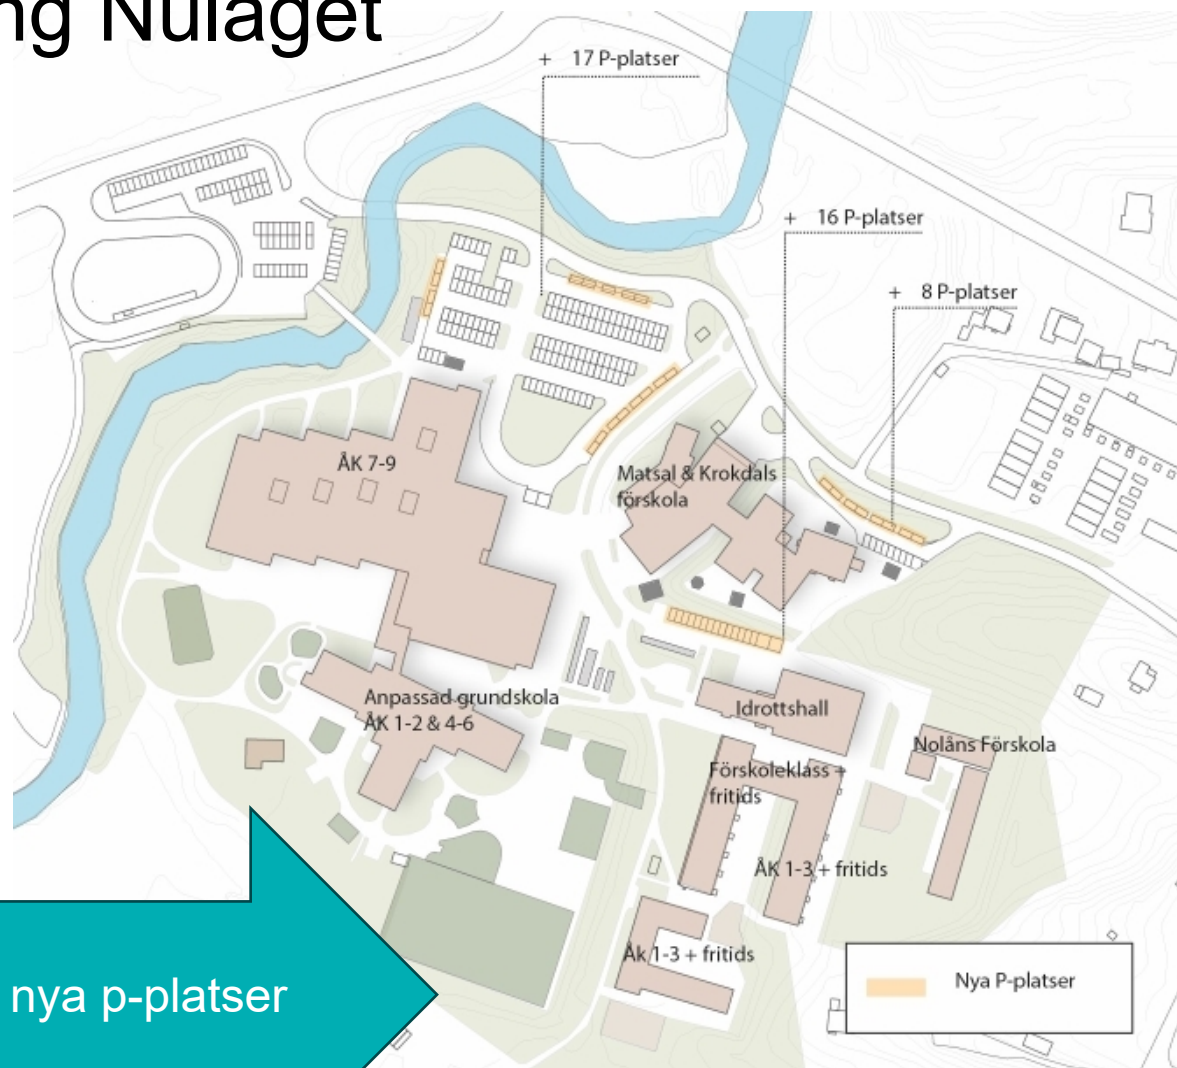 ng Nuläget
+ 17 P-platser
+ 16 P-platser
+ 8 P-platser
ÅK 7-9
Matsal & Krokdals
förskola
Anpassad grundskola
ÅK 1-2 & 4-6
Idrottshall
Nolåns Förskola
Förskoleklass +
fritids
ÅK 1-3 + fritids
Åk 1-3 + fritids
Nya P-platser
nya p-platser